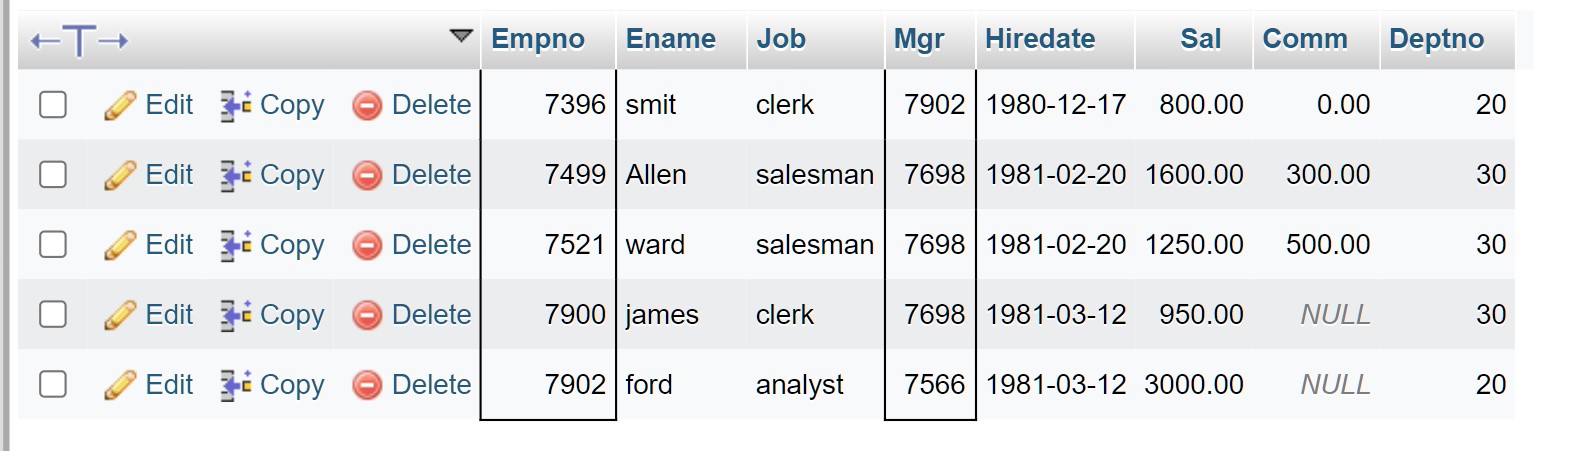 Empno Ename Job Mgr Hiredate Sal Comm Deptno
Edit Copy Delete 7396 smit clerk 7902 1980-12-17 800.00 0.00 20
Edit Copy Delete 7499 Allen salesman 7698 1981-02-20 1600.00 300.00 30
Edit Copy Delete 7521 ward salesman 7698 1981-02-20 1250.00 500.00 30
Edit Copy Delete 7900 james clerk 7698 1981-03-12 950.00 NULL 30
Edit Copy Delete 7902 ford analyst 7566 1981-03-12 3000.00 NULL 20